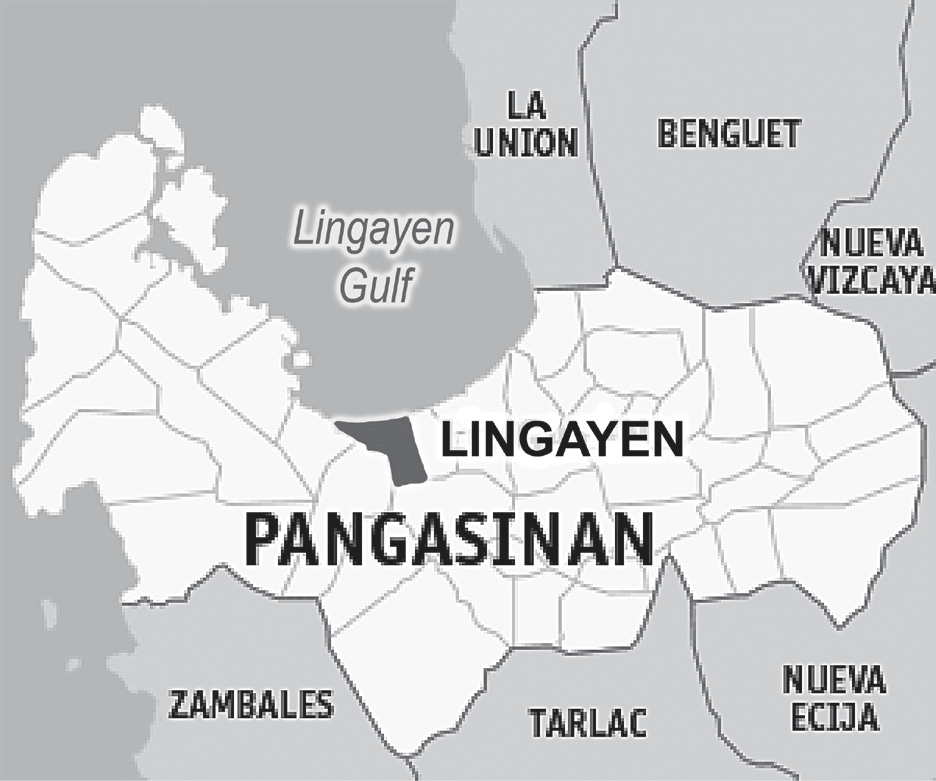 LA
UNION
BENGUET
Lingayen
Gulf
NUEVA
VIZCAYA
LINGAYEN
PANGASINAN
ZAMBALES
TARLAC
NUEVA
ECIJA